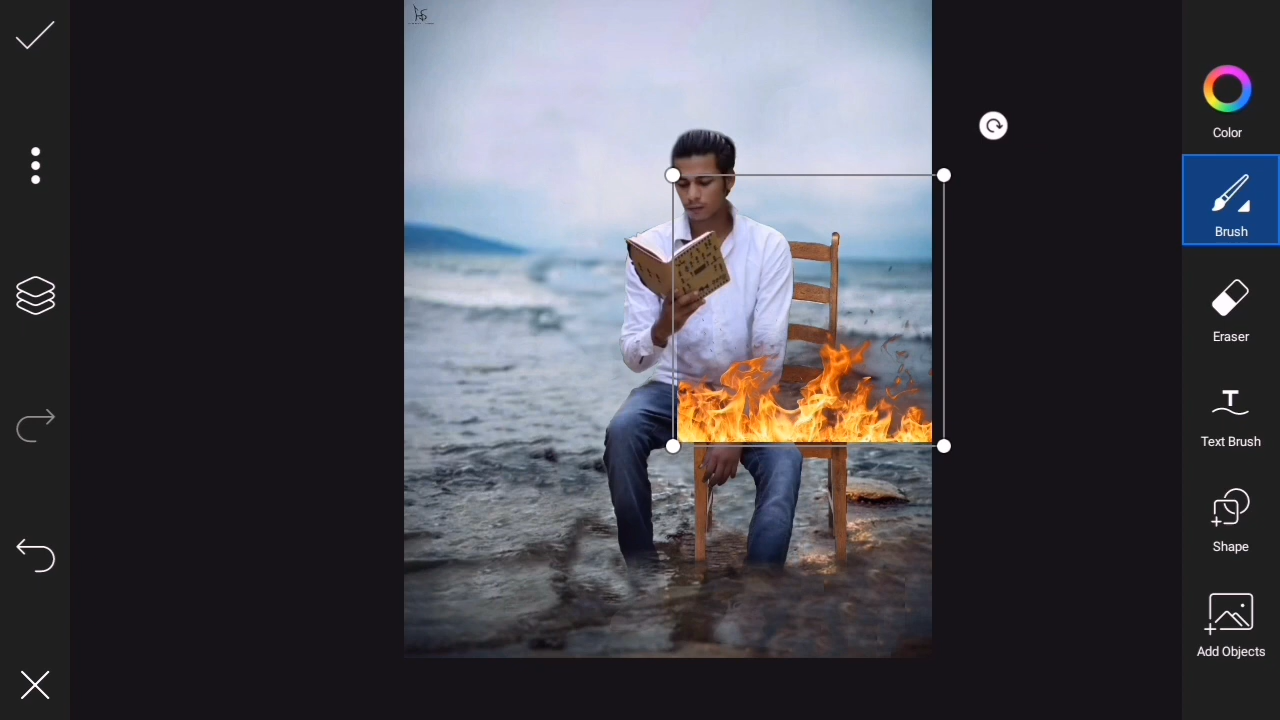 Color
Brush
Eraser
Text Brush
Shape
Add Objects